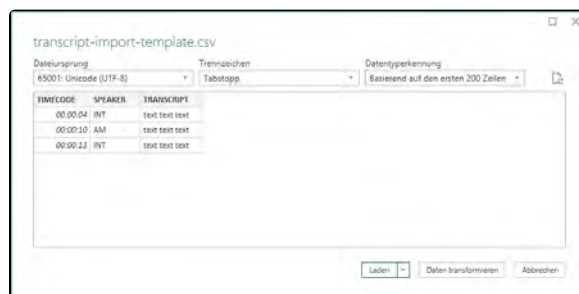 transcript-import-template.csv
Dateiursprung Trennzeichen Datentyperkennung
65001: Unicode (UTF-8) Tabstopp Basierend auf den ersten 200 Zeilen
TIMECODE SPEAKER TRANSCRIPT
00:00:04 INT text text text
00:00:10 AM text text text
00:00:13 INT text text text
Laden Daten transformieren Abbrechen